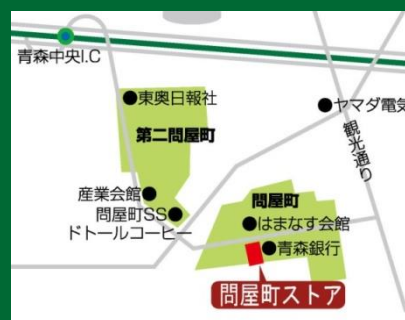 青森中央I.C
東奥日報社
ヤマダ電気
第二問屋町
観光通り
産業会館
問屋町
問屋町SS
はまなす会館
ドトールコーヒー
青森銀行
問屋町ストア